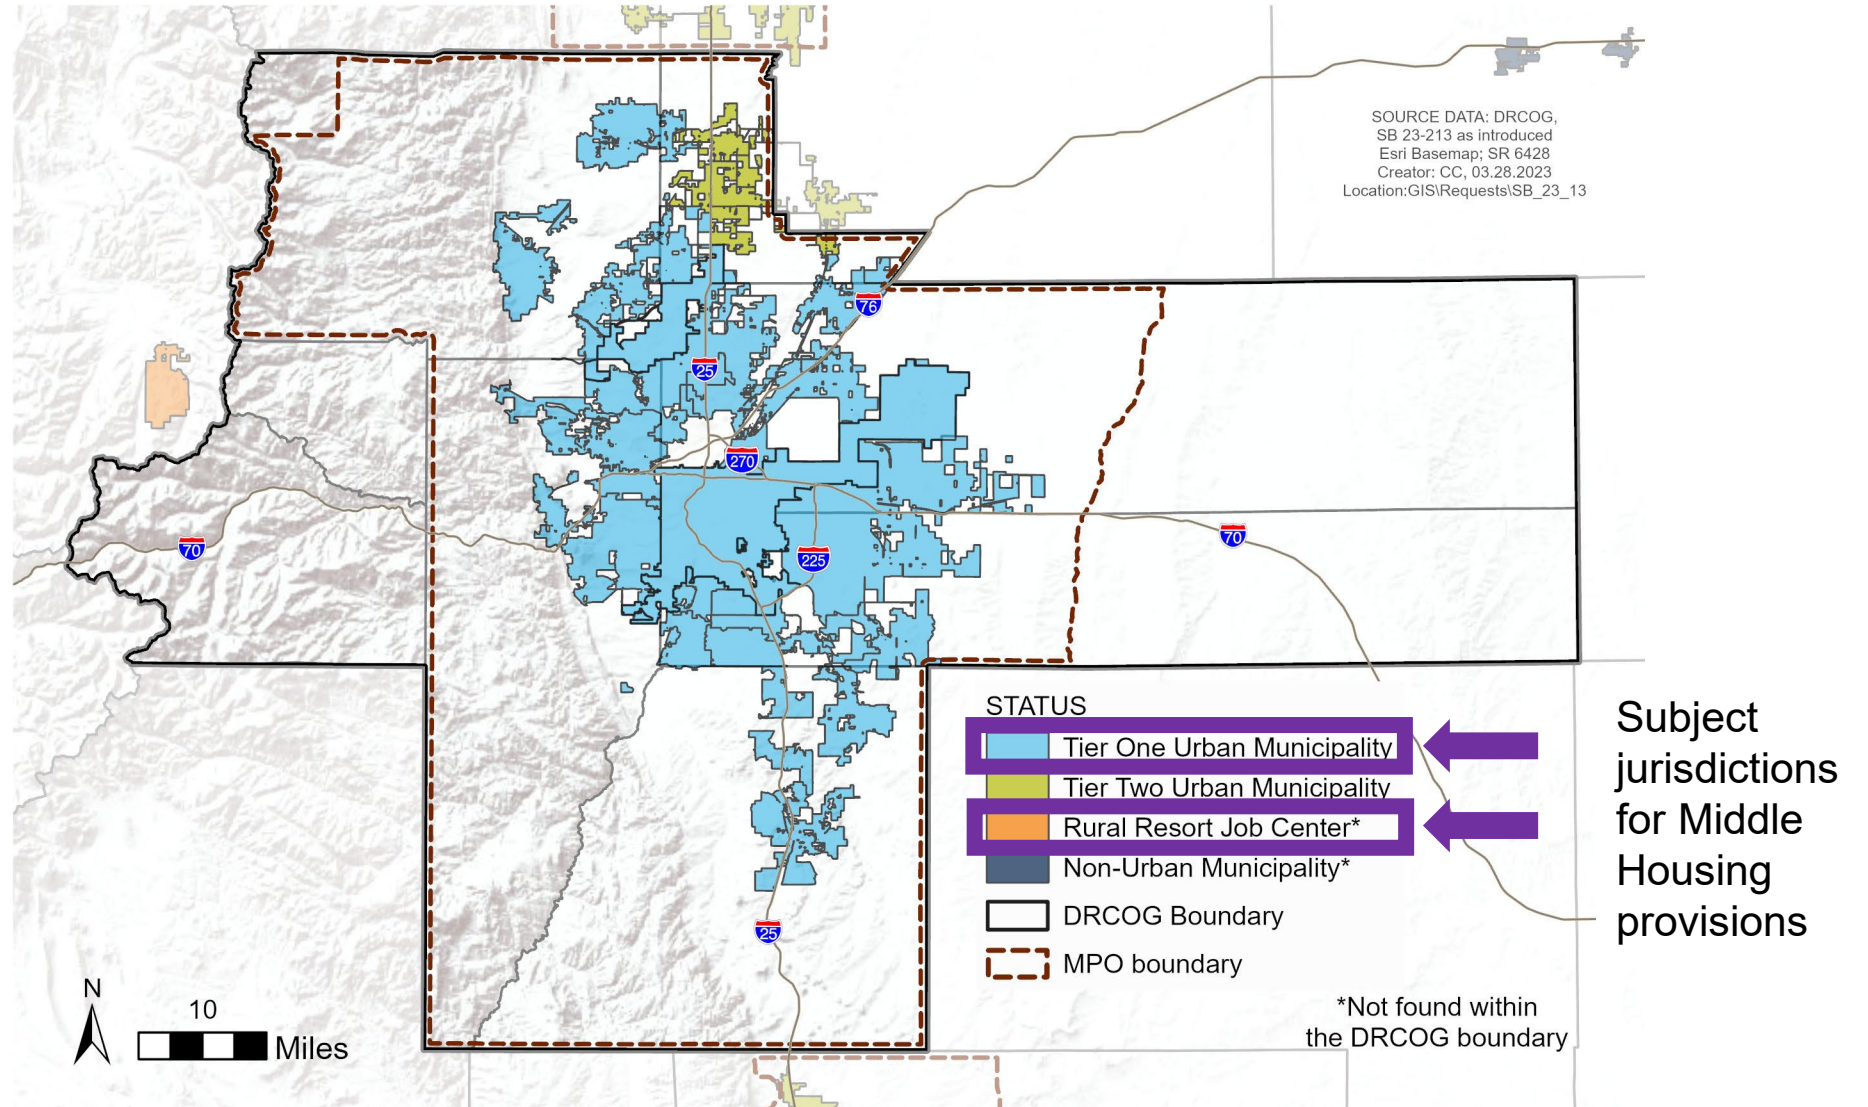 SOURCE DATA: DRCOG,
SB 23-213 as introduced
Esri Basemap; SR 6428
Creator: CC, 03.28.2023
Location:GIS\Requests\SB_23_13
76
25
270
70
225
70
25
STATUS
Tier One Urban Municipality
Tier Two Urban Municipality
Rural Resort Job Center*
Non-Urban Municipality*
DRCOG Boundary
MPO boundary
*Not found within
the DRCOG boundary
Subject
jurisdictions
for Middle
Housing
provisions
N
10
Miles